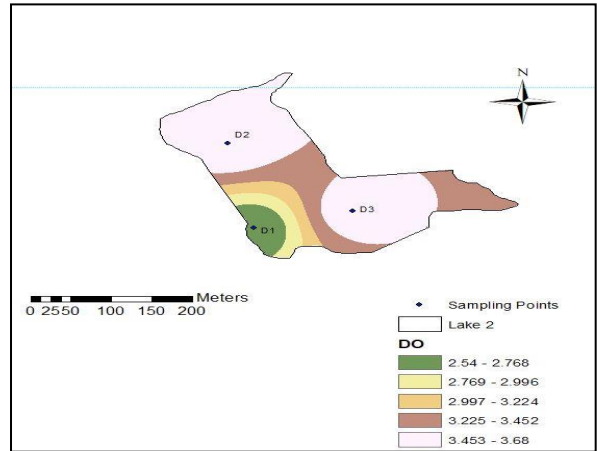 N
D2
D3
D1
Meters
0 2550 100 150 200
Sampling Points
Lake 2
DO
2.54 - 2.768
2.769 - 2.996
2.997 - 3.224
3.225 - 3.452
3.453 - 3.68